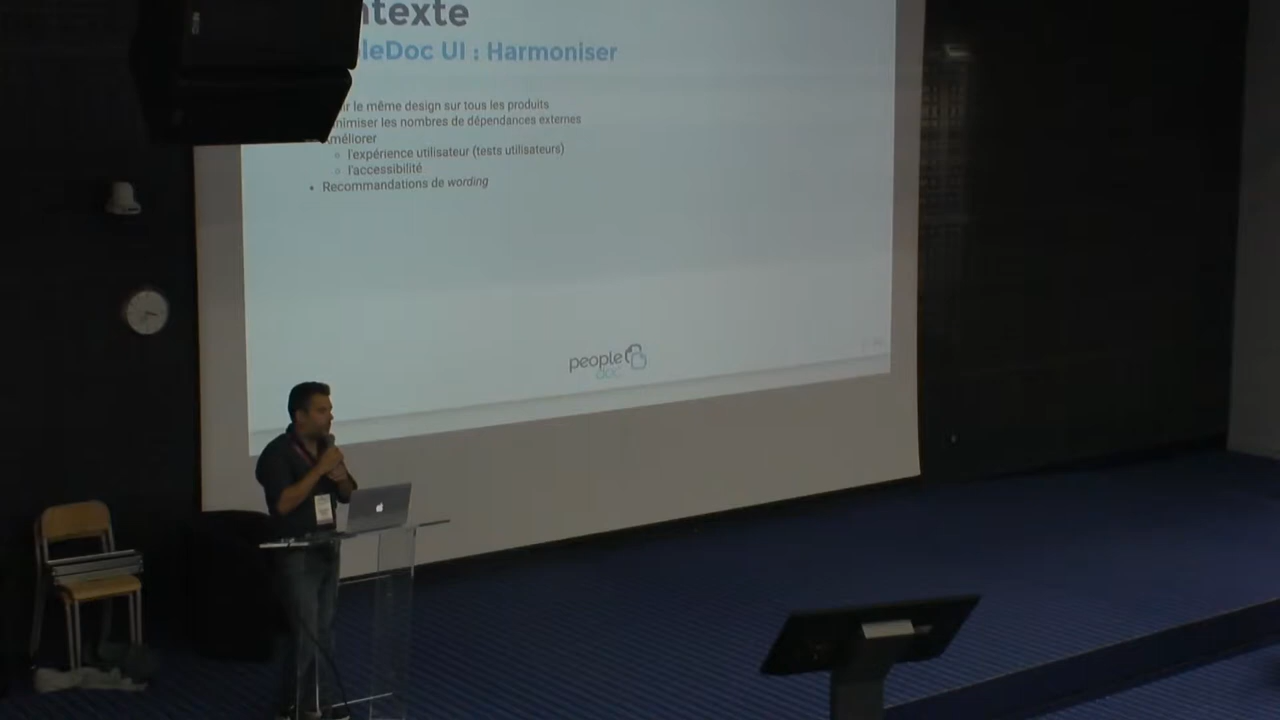 ntexte
leDoc UI : Harmoniser
ir le même design sur tous les produits
nimiser les nombres de dépendances externes
Améliorer
l'expérience utilisateur (tests utilisateurs)
l'accessibilité
Recommandations de wording
people
doc